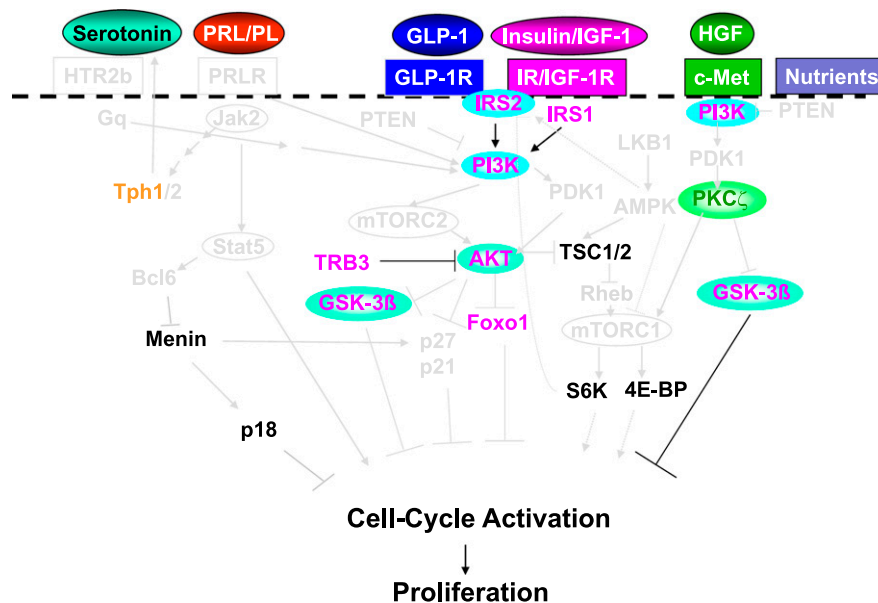 Serotonin PRL/PL GLP-1 Insulin/IGF-1 HGF
HTR2b PRLR GLP-1R IR/IGF-1R c-Met Nutrients
IRS2 PI3K
Gq Jak2 PTEN IRS1 PTEN
LKB1
PI3K PDK1
Tph1/2 PDK1 AMPK PKCζ
mTORC2
Stat5 TRB3 AKT TSC1/2
Bcl6 GSK-3ß Rheb GSK-3ß
Menin p27 Foxo1 mTORC1
p21
S6K 4E-BP
p18
Cell-Cycle Activation
Proliferation